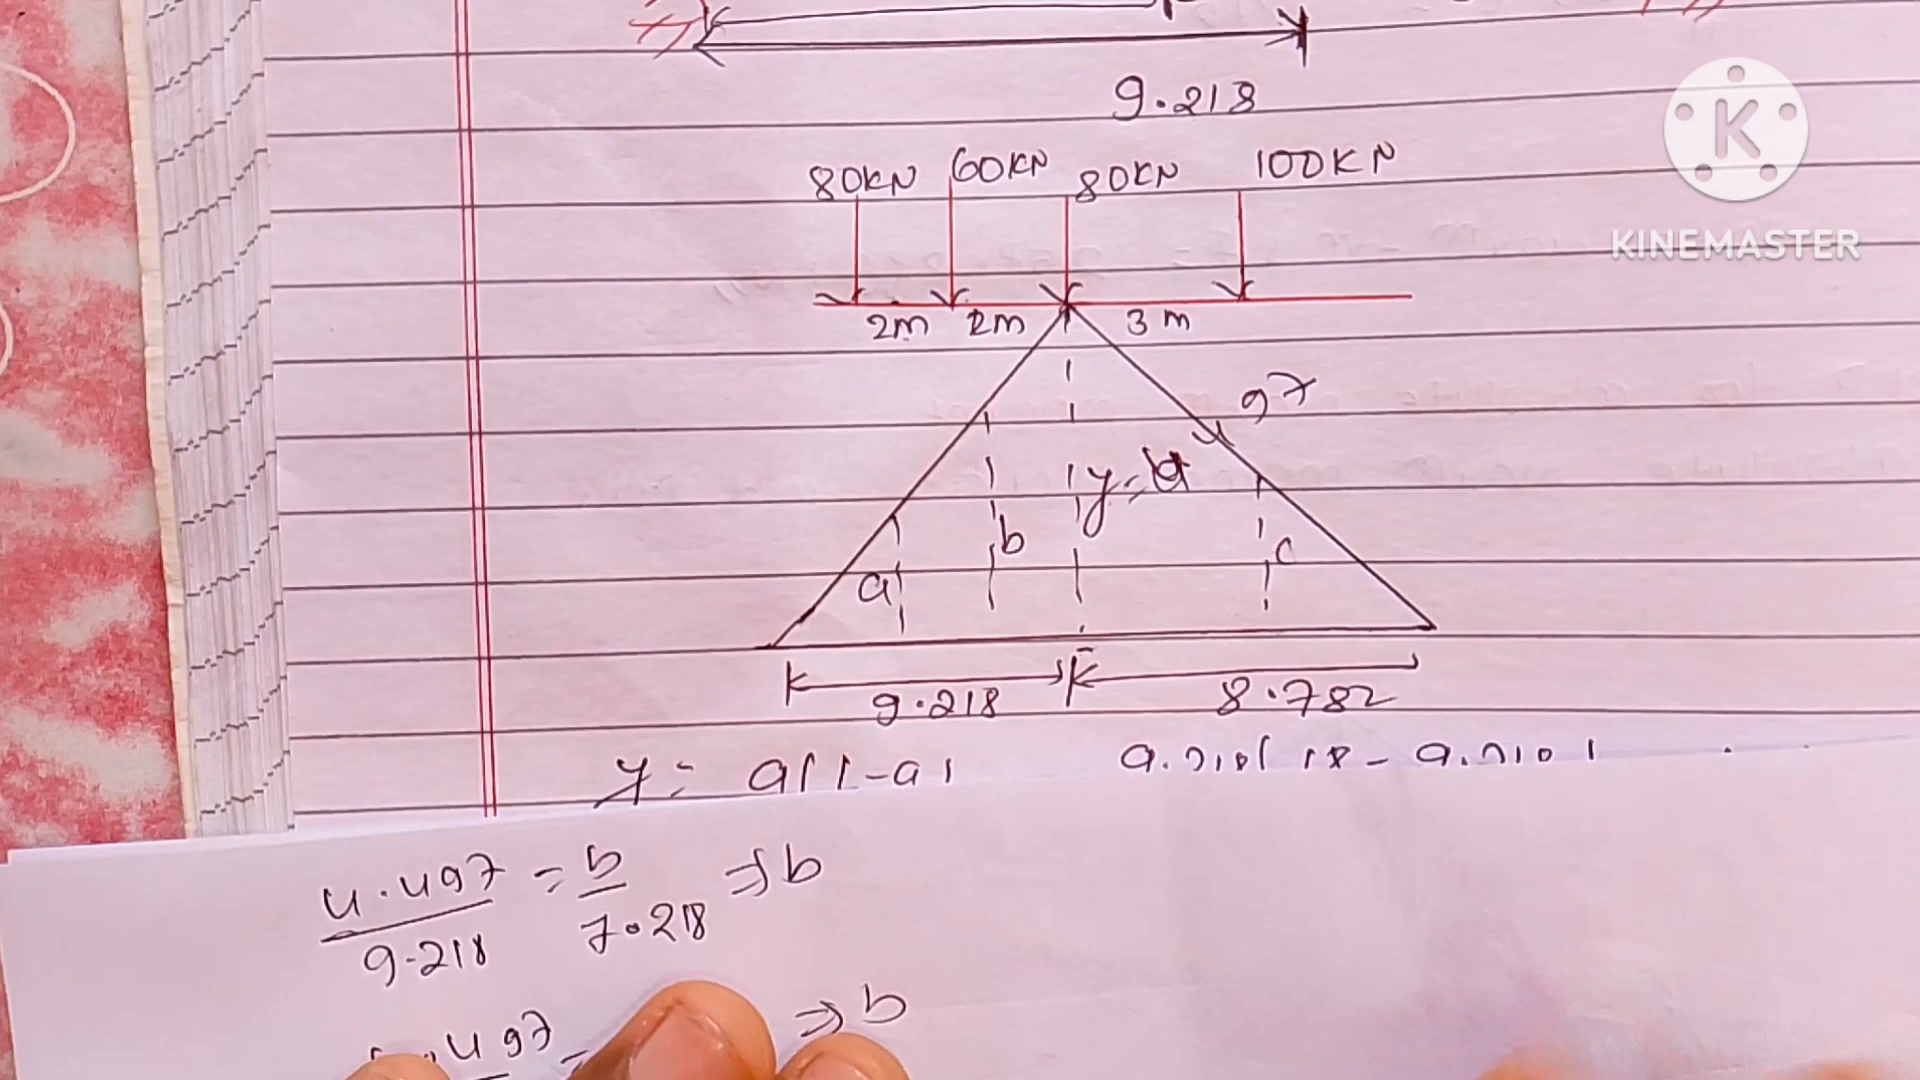 9.218
80KN 60KN 80KN 100KN
K
KINEMASTER
2m 2m 3m
97
y=
b
c
a
9.218 8.782
4.497 = b ⇒ b
9.218 7.218
497 = ⇒ b